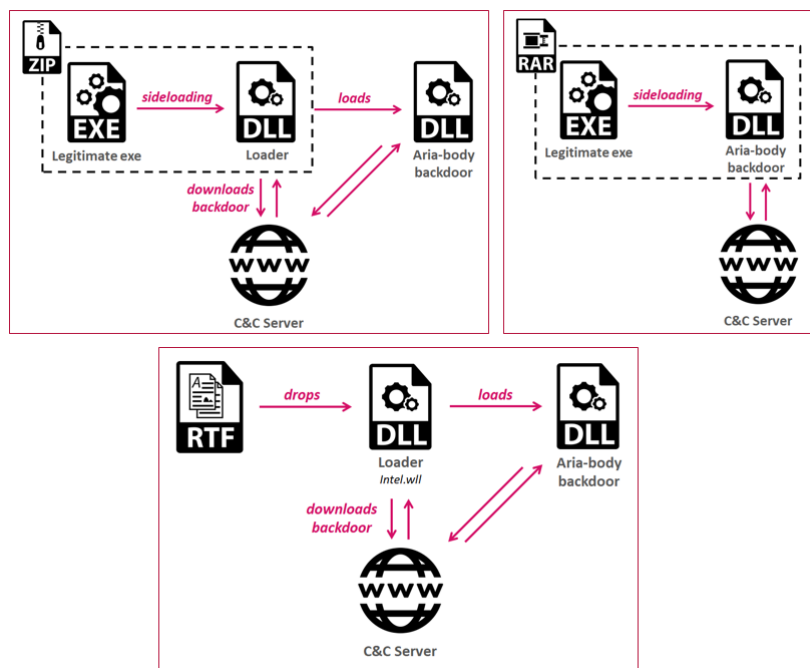 ZIP
EXE
Legitimate exe
sideloading
DLL
Loader
loads
DLL
Aria-body
backdoor
downloads
backdoor
WWW
C&C Server
RAR
EXE
Legitimate exe
sideloading
DLL
Aria-body
backdoor
WWW
C&C Server
A
RTF
drops
DLL
Loader
Intel.wll
loads
DLL
Aria-body
backdoor
downloads
backdoor
WWW
C&C Server